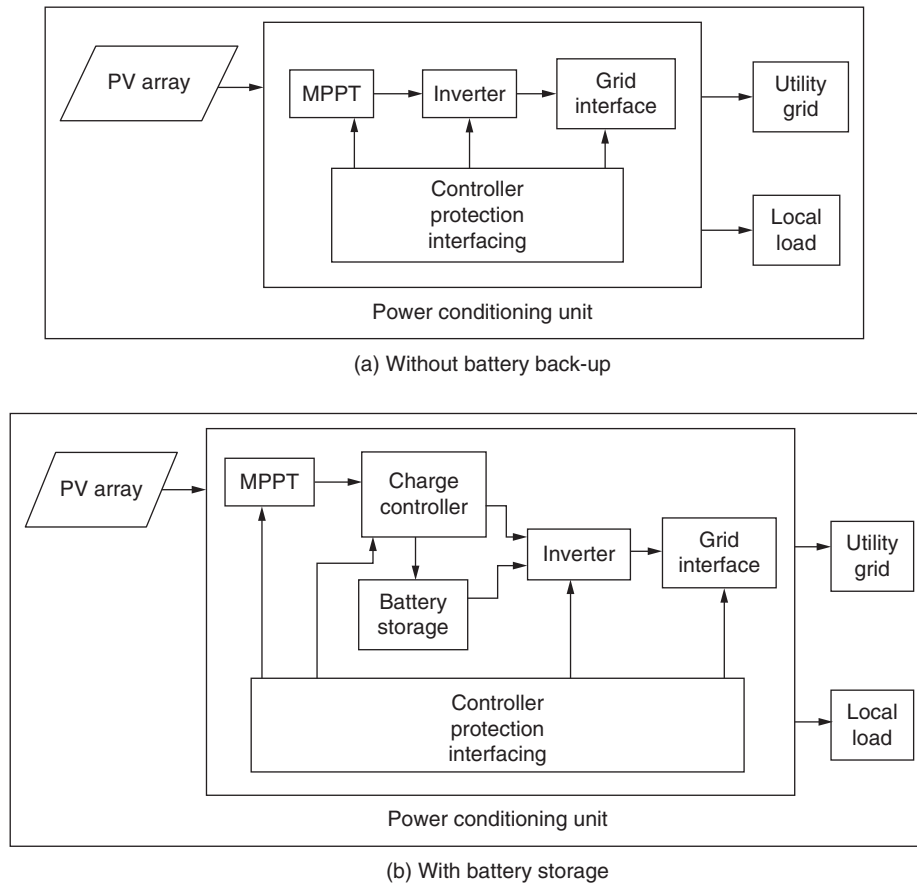 PV array
MPPT
Inverter
Grid
interface
Controller
protection
interfacing
Utility
grid
Local
load
Power conditioning unit
(a) Without battery back-up
PV array
MPPT
Charge
controller
Battery
storage
Inverter
Grid
interface
Controller
protection
interfacing
Utility
grid
Local
load
Power conditioning unit
(b) With battery storage